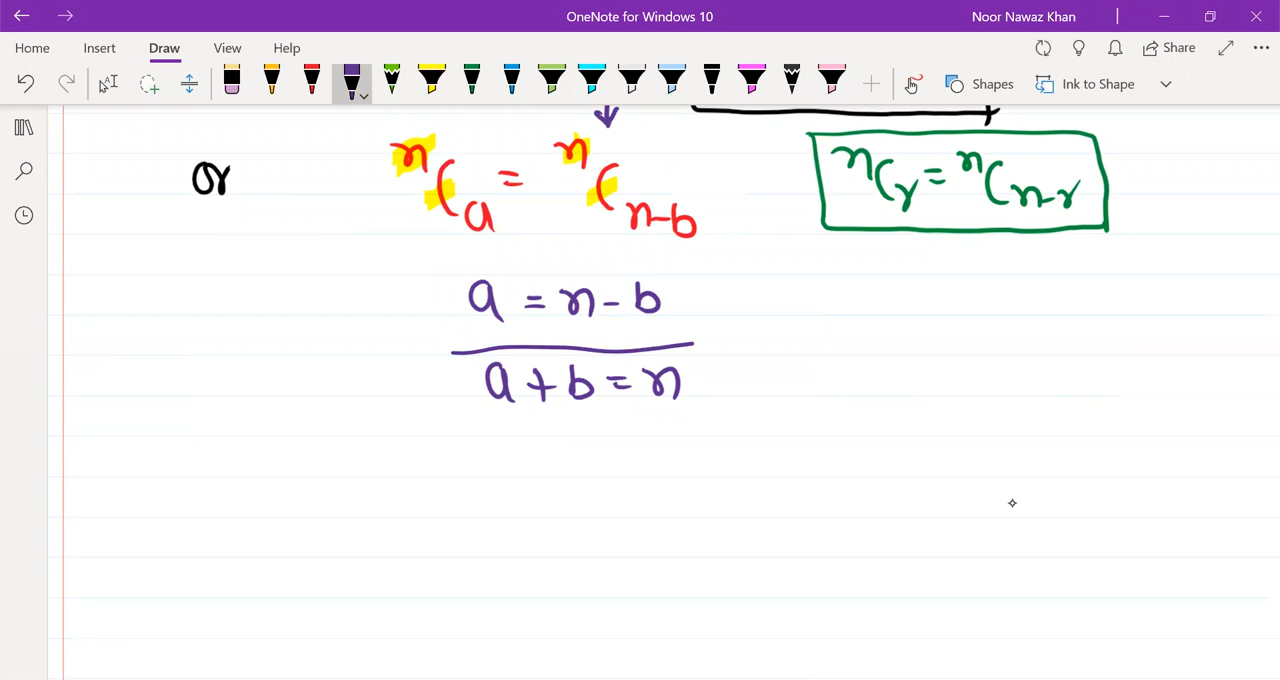 OneNote for Windows 10
Noor Nawaz Khan
Home Insert Draw View Help
Share
Shapes
Ink to Shape
or ⁿCₐ = ⁿCₙ₋b
ⁿCᵣ = ⁿCₙ₋ᵣ
a = n - b
a + b = n